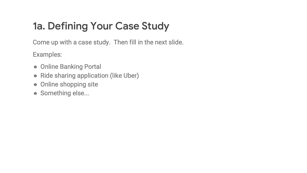 1a. Defining Your Case Study
Come up with a case study.  Then fill in the next slide.
Examples:
◆ Online Banking Portal
◆ Ride sharing application (like Uber)
◆ Online shopping site
◆ Something else...